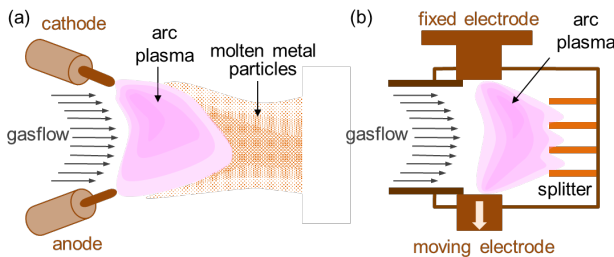 (a)
cathode
arc
plasma
molten metal
particles
gasflow
anode
(b)
fixed electrode
arc
plasma
gasflow
splitter
moving electrode